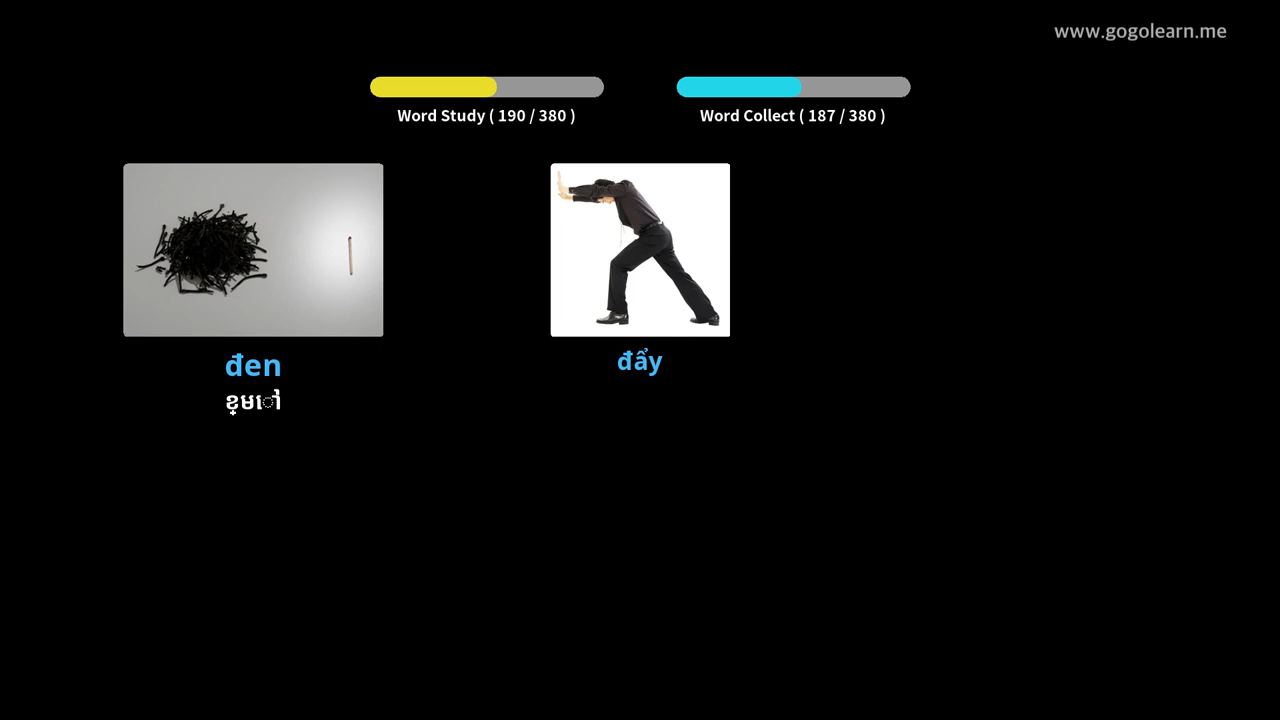 www.gogolearn.me
Word Study ( 190 / 380 )
Word Collect ( 187 / 380 )
đen
đẩy
ខ្មៅ